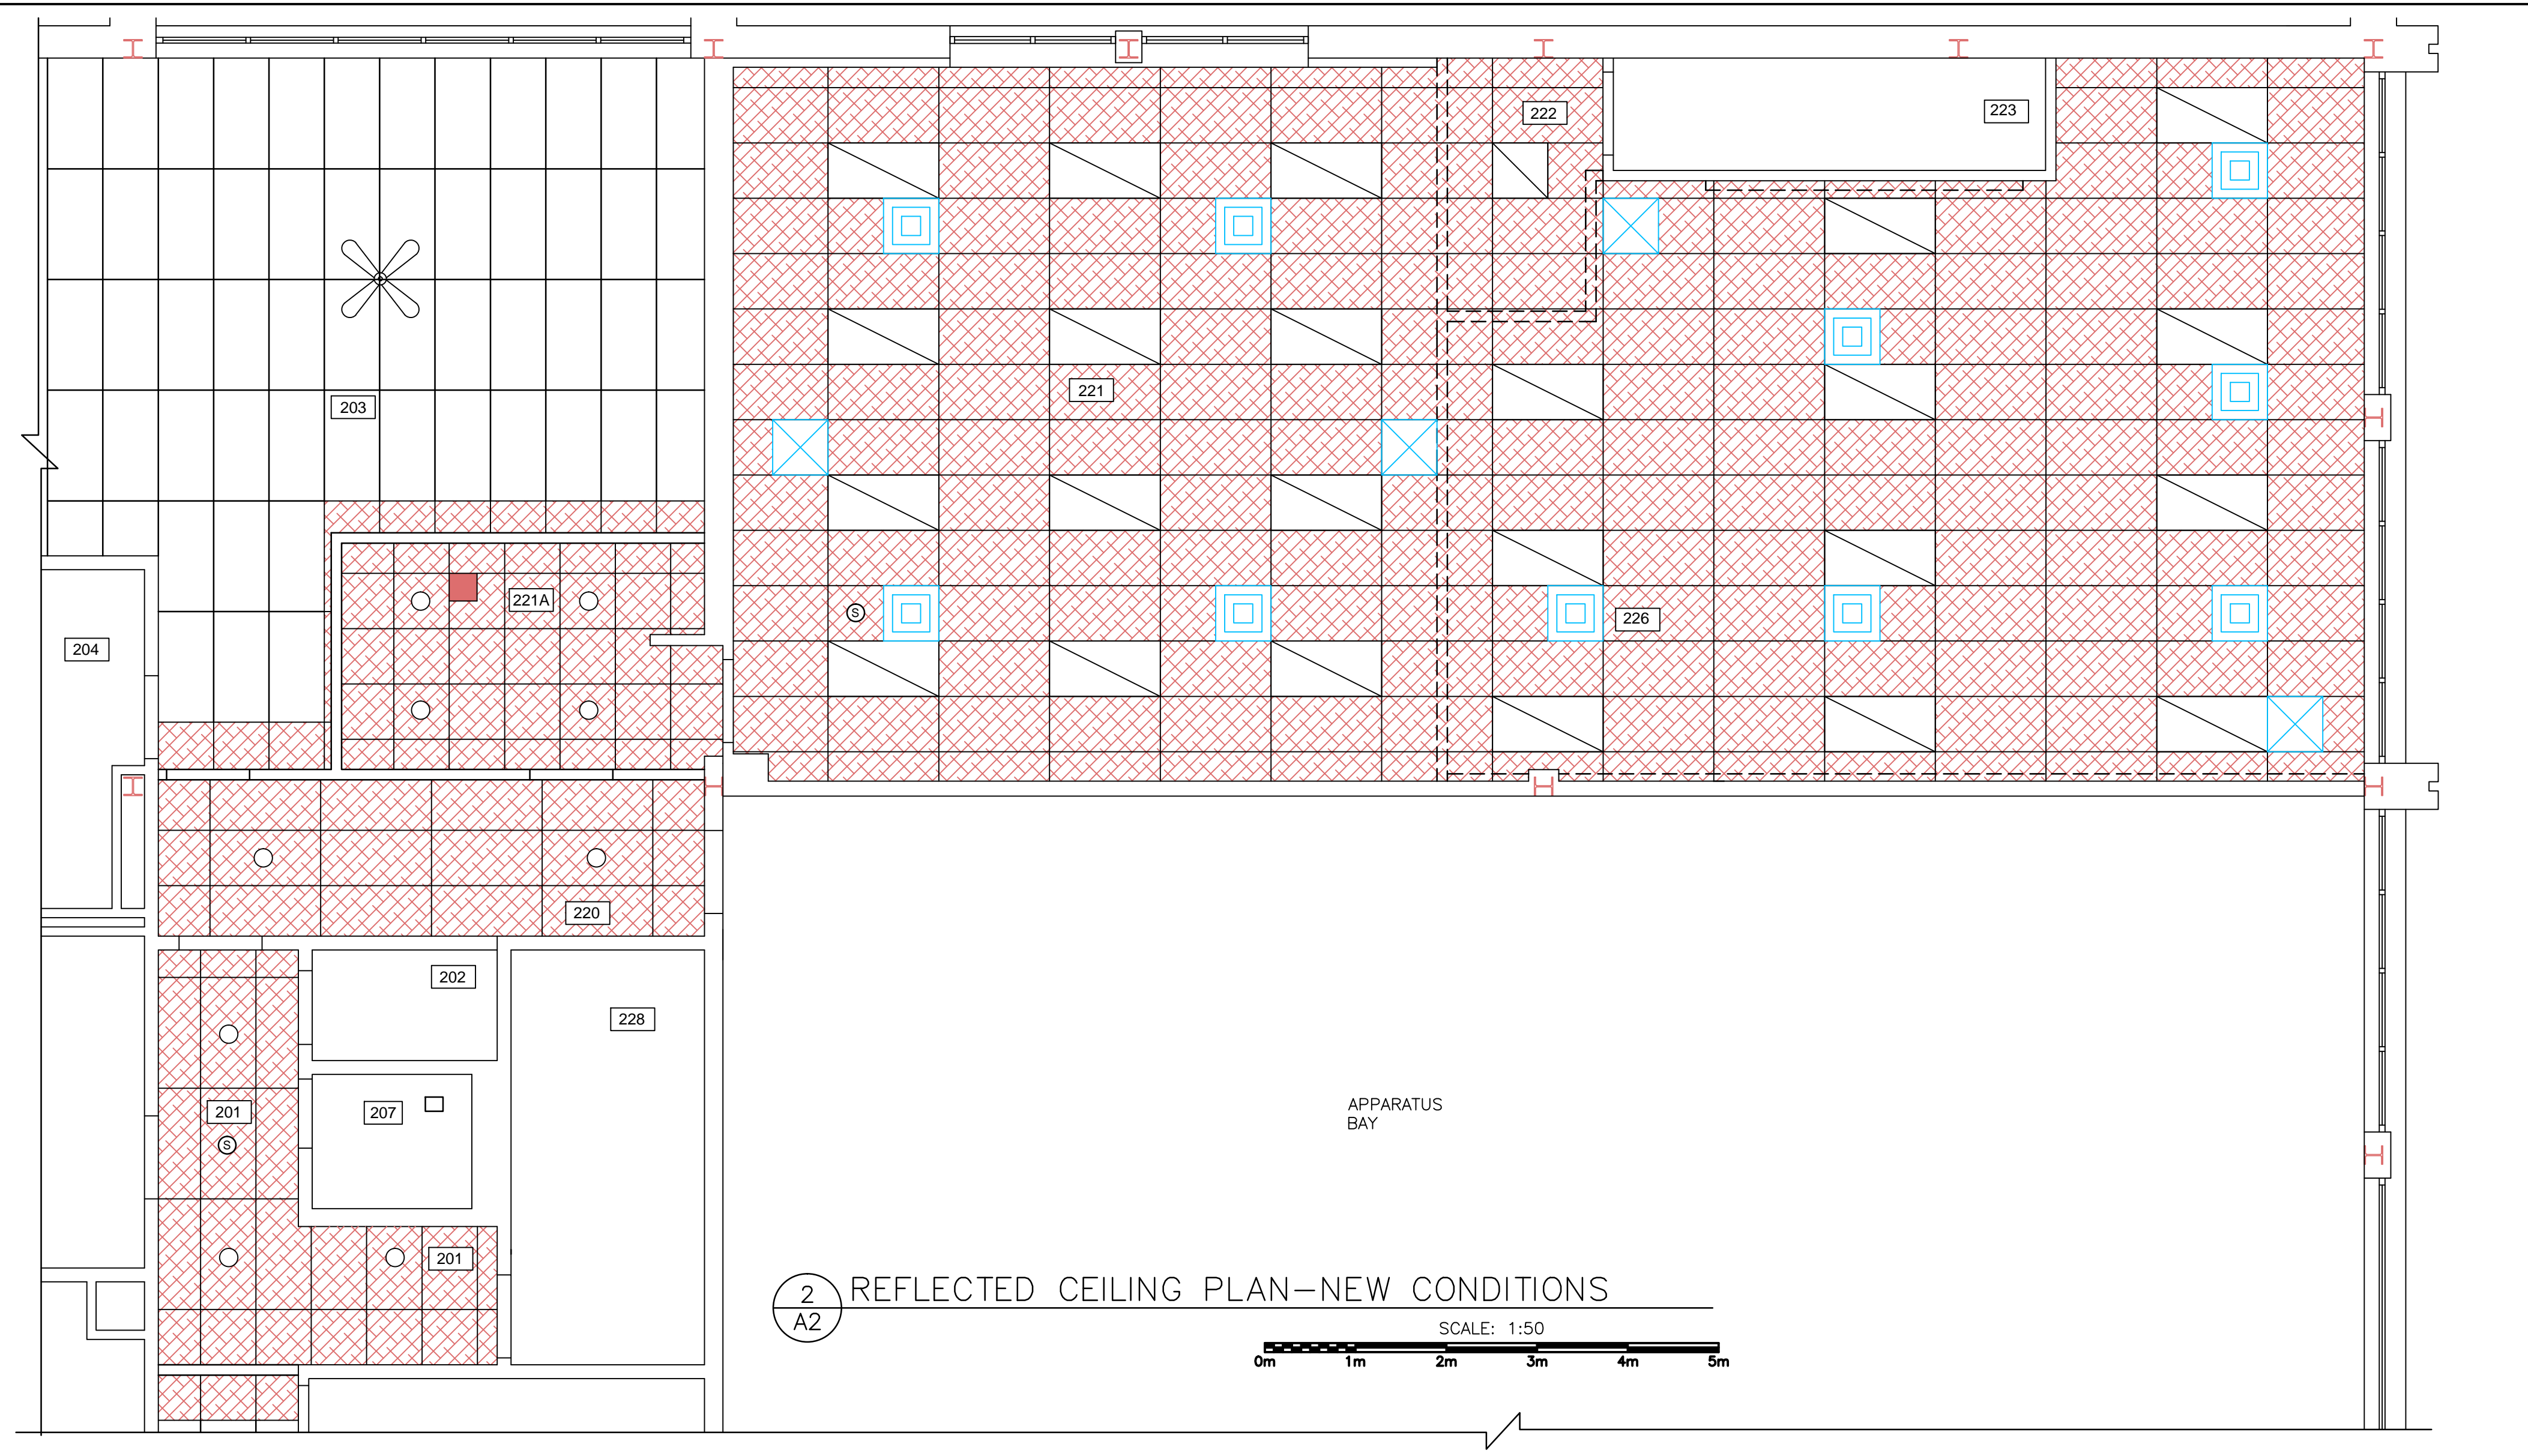 222
223
203
221
221A
S
226
204
220
202
228
201
207
S
APPARATUS
BAY
201
2
A2
REFLECTED CEILING PLAN-NEW CONDITIONS
SCALE: 1:50
0m 1m 2m 3m 4m 5m